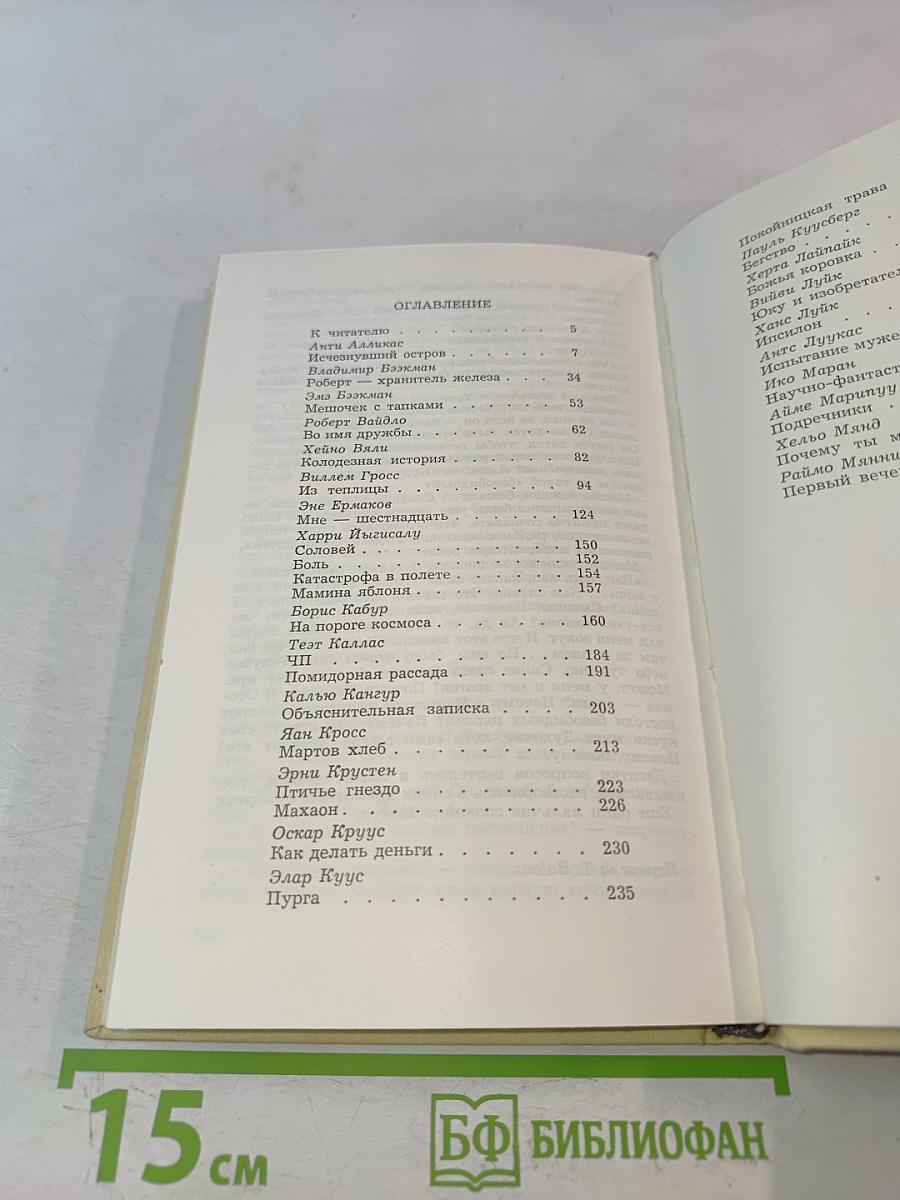 ОГЛАВЛЕНИЕ
К читателю . . . . . . . . . 5
Анти Алликас
Исчезнувший остров . . . . . . 7
Владимир Бээкман
Роберт — хранитель железа . . . 34
Эмэ Бээкман
Мешочек с тапками . . . . . . 53
Роберт Вайдло
Во имя дружбы . . . . . . . . 62
Хейно Вяли
Колодезная история . . . . . . 82
Виллем Гросс
Из теплицы . . . . . . . . . 94
Эне Ермаков
Мне — шестнадцать . . . . . . 124
Харри Йыгисалу
Соловей . . . . . . . . . . . 150
Боль . . . . . . . . . . . . 152
Катастрофа в полете . . . . . . 154
Мамина яблоня . . . . . . . . 157
Борис Кабур
На пороге космоса . . . . . . . 160
Теэт Каллас
ЧП . . . . . . . . . . . . 184
Помидорная рассада . . . . . . 191
Калью Кангур
Объяснительная записка . . . . 203
Яан Кросс
Мартов хлеб . . . . . . . . . 213
Эрни Крустен
Птичье гнездо . . . . . . . . 223
Махаон . . . . . . . . . . . 226
Оскар Круус
Как делать деньги . . . . . . . 230
Элар Куус
Пурга . . . . . . . . . . . 235
Покойницкая трава
Пауль Куусберг
Бегство . . . .
Херта Лайпайк
Божья коровка . .
Вийви Луйк
Юку и изобретател
Ханс Луйк
Ипсилон . . .
Антс Луукас
Испытание муже
Ико Маран
Научно-фантаст
Айме Марипуу
Подречники .
Хельо Мянд
Почему ты м
Раймо Мянни
Первый вече
15 см
БФ БИБЛИОФАН